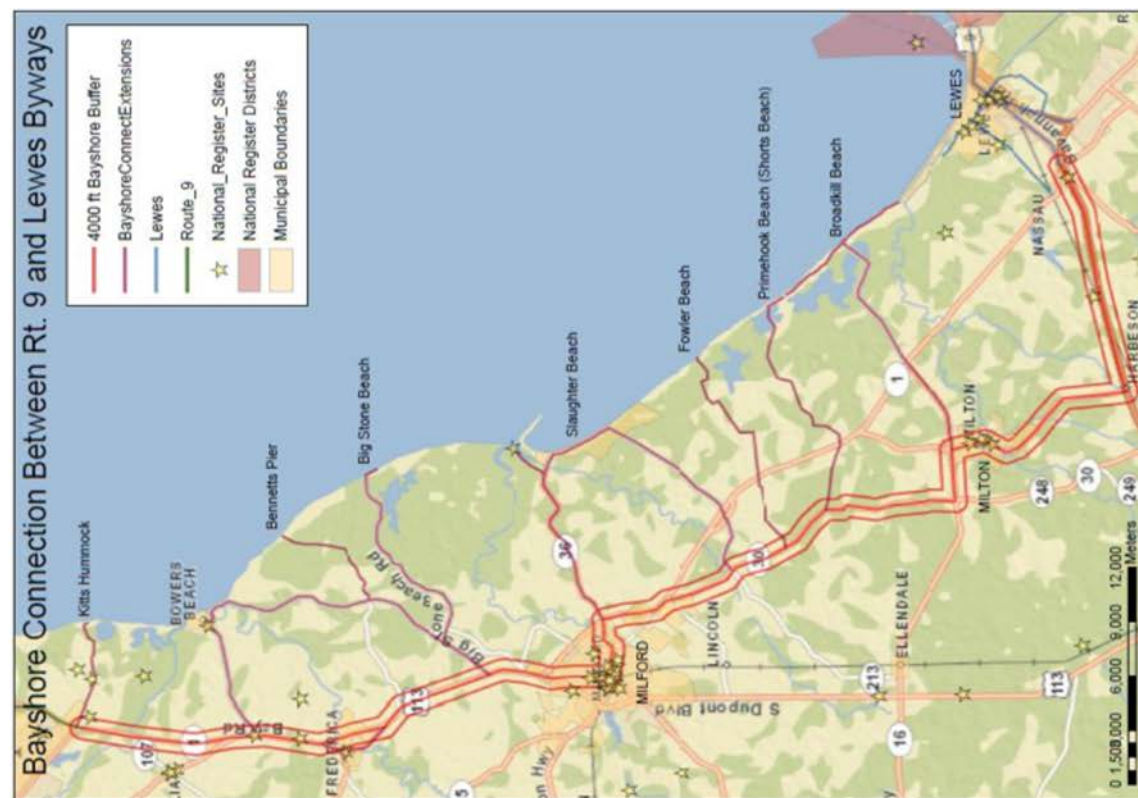 Bayshore Connection Between Rt. 9 and Lewes Byways
4000 ft Bayshore Buffer
BayshoreConnectExtensions
Lewes
Route_9
National_Register_Sites
National Register Districts
Municipal Boundaries
Kitts Hummock
BOWERS
BEACH
Bennetts Pier
Big Stone Beach
Slaughter Beach
Fowler Beach
Primehook Beach (Shorts Beach)
Broadkill Beach
LEWES
Savannah
NASSAU
HARBESON
Big Stone Beach Rd
107
1
113
36
30
1
9
MILFORD
LINCOLN
S Dupont Blvd
ELLENDALE
213
16
113
MILTON
248
30
249
0 1,500 3,000 6,000 9,000 12,000
Meters